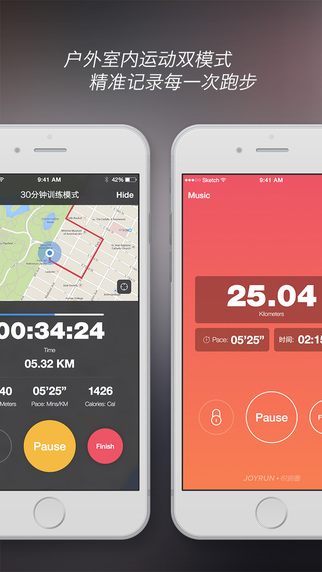 户外室内运动双模式
精准记录每一次跑步
9:41 AM
42%
30分钟训练模式
Hide
00:34:24
Time
05.32 KM
40
Meters
05'25"
Pace: Mins/KM
1426
Calories: Cal
Pause
Finish
Sketch
9:41 AM
Music
25.04
Kilometers
Pace: 05'25"
时间: 02:15
Pause
F
JOYRUN • 悦跑圈